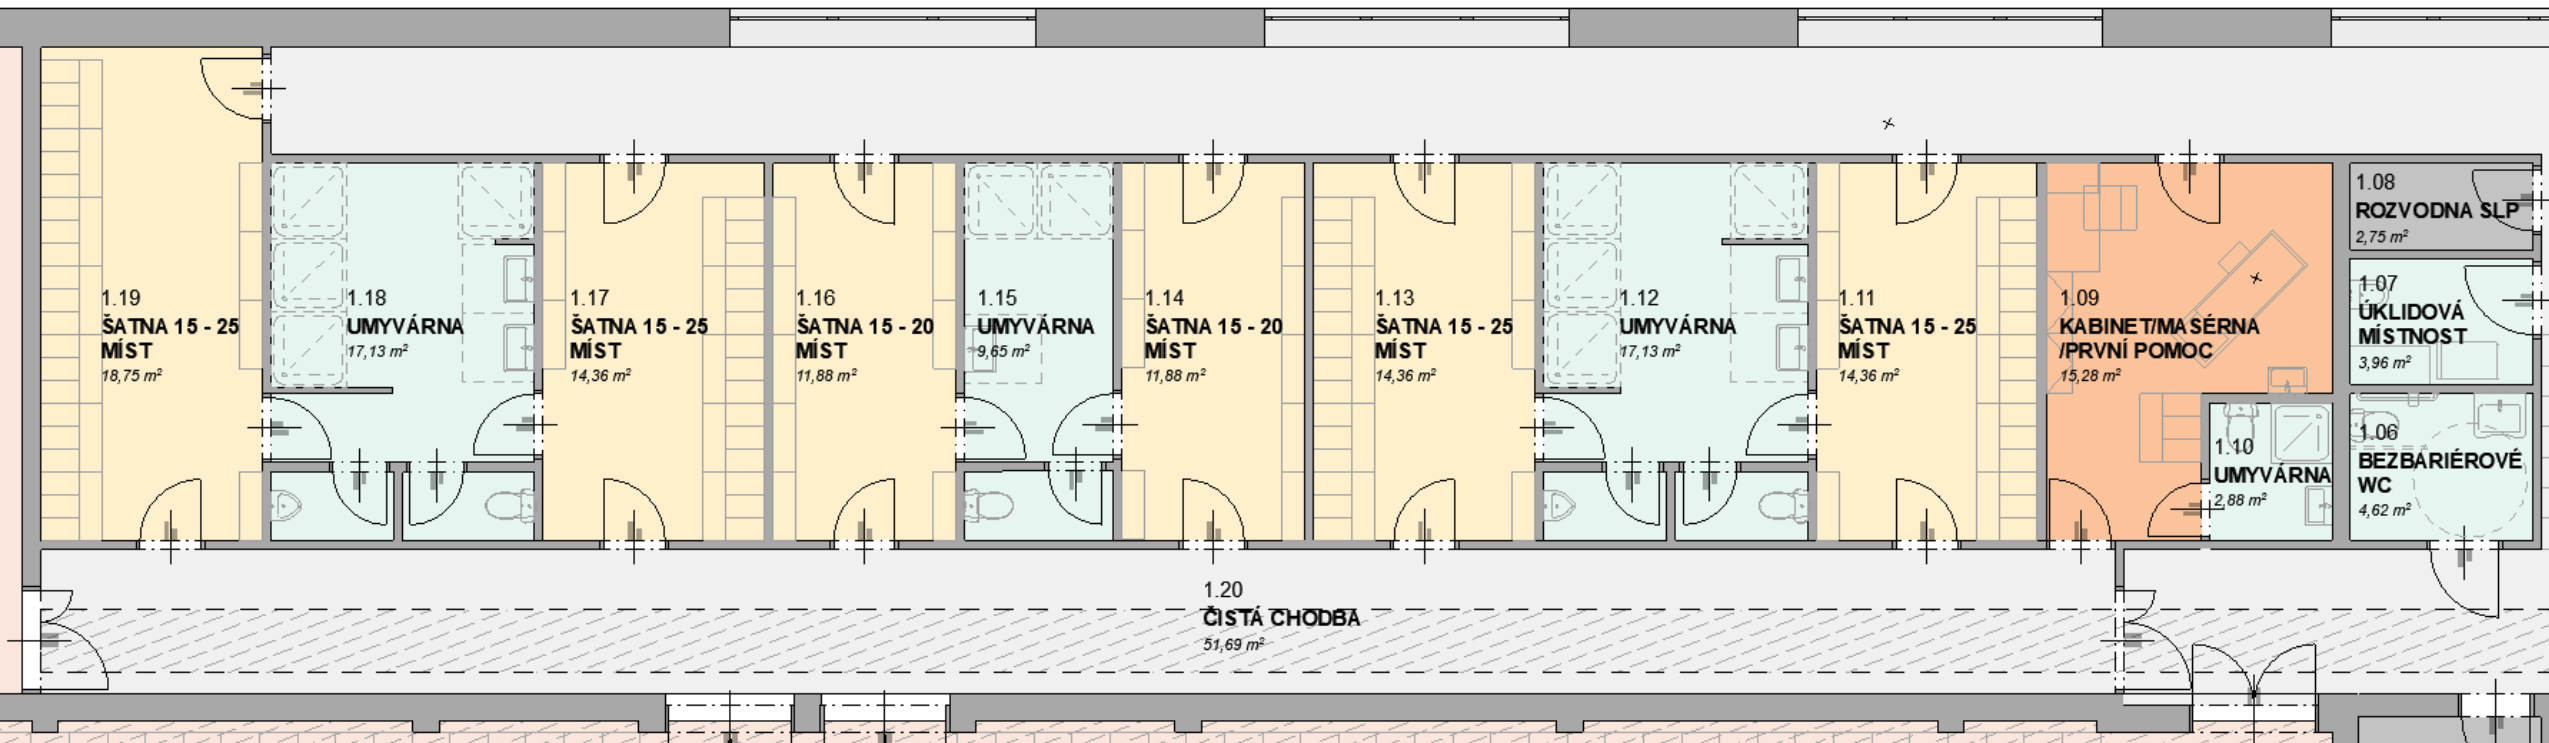 1.19
ŠATNA 15 - 25
MÍST
18,75 m²
1.18
UMYVÁRNA
17,13 m²
1.17
ŠATNA 15 - 25
MÍST
14,36 m²
1.16
ŠATNA 15 - 20
MÍST
11,88 m²
1.15
UMYVÁRNA
9,65 m²
1.14
ŠATNA 15 - 20
MÍST
11,88 m²
1.13
ŠATNA 15 - 25
MÍST
14,36 m²
1.12
UMYVÁRNA
17,13 m²
1.11
ŠATNA 15 - 25
MÍST
14,36 m²
1.09
KABINET/MASÉRNA
/PRVNÍ POMOC
15,28 m²
1.10
UMYVÁRNA
2,88 m²
1.08
ROZVODNA SLP
2,75 m²
1.07
ÚKLIDOVÁ
MÍSTNOST
3,96 m²
1.06
BEZBARIÉROVÉ
WC
4,62 m²
1.20
ČISTÁ CHODBA
51,69 m²